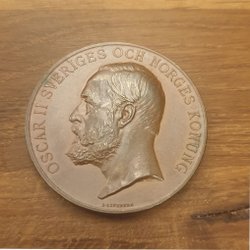 OSCAR II SVERIGES OCH NORGES KONUNG